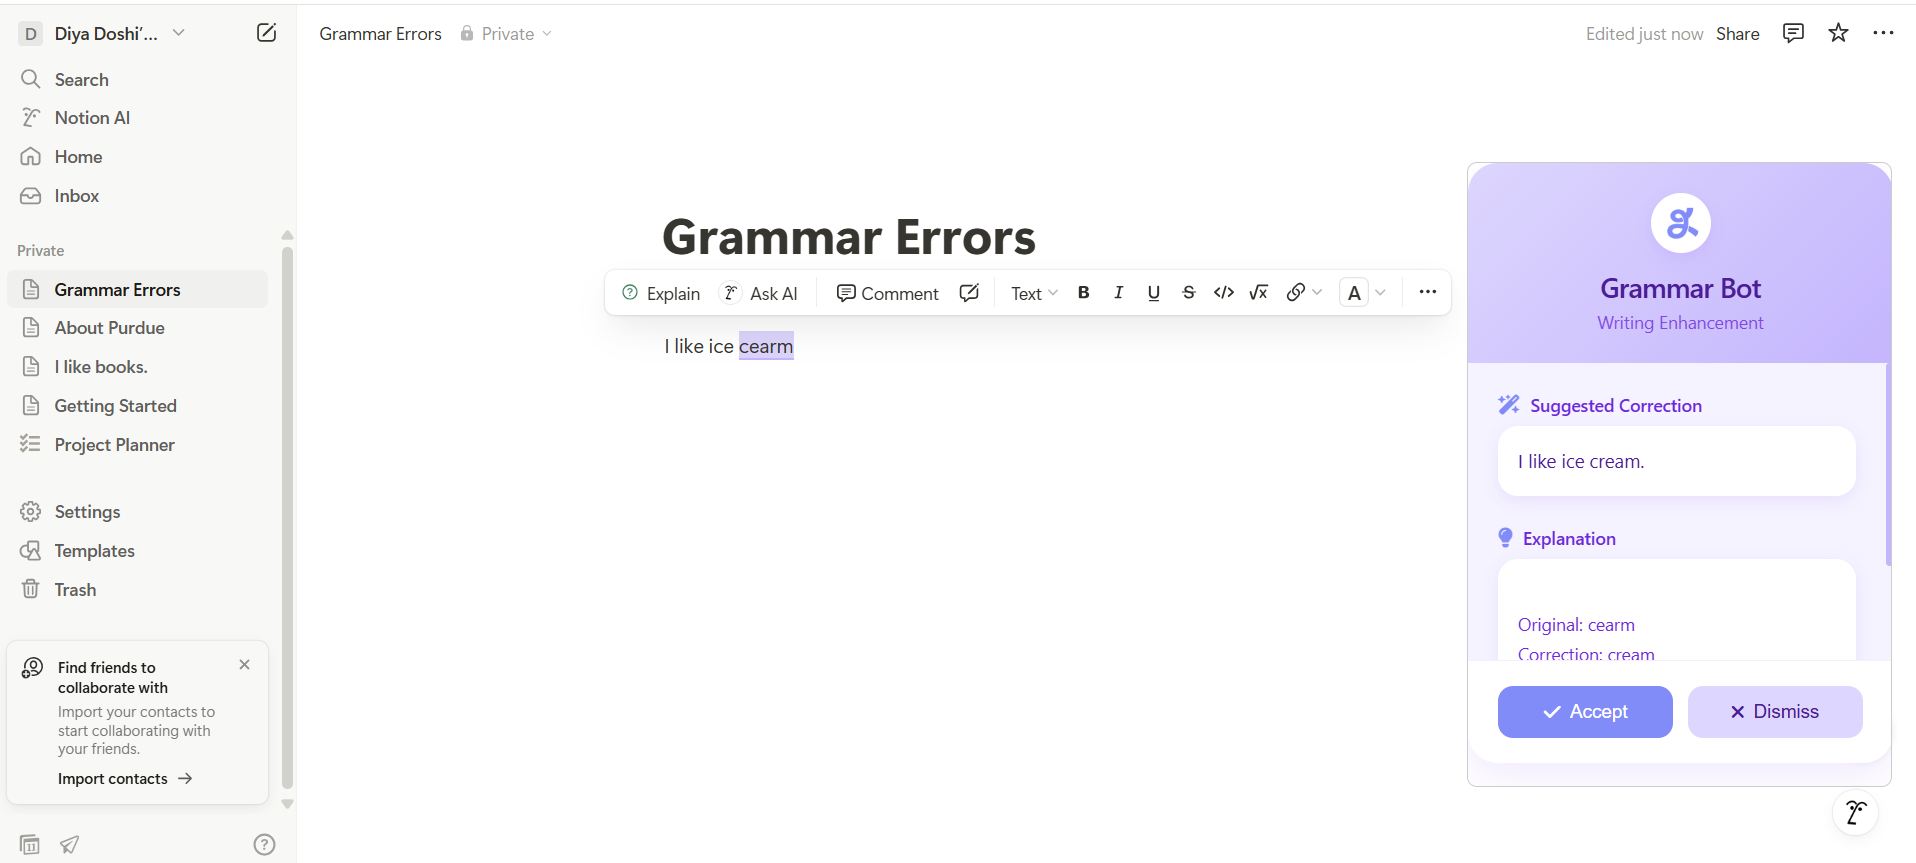 D Diya Doshi'...
Search
Notion AI
Home
Inbox
Private
Grammar Errors
About Purdue
I like books.
Getting Started
Project Planner
Settings
Templates
Trash
Find friends to
collaborate with
Import your contacts to
start collaborating with
your friends.
Import contacts →
11
?
Grammar Errors Private
Edited just now Share
Grammar Errors
Explain Ask AI Comment Text B I U S </> √x A
I like ice cearm
Grammar Bot
Writing Enhancement
Suggested Correction
I like ice cream.
Explanation
Original: cearm
Correction: cream
Accept Dismiss